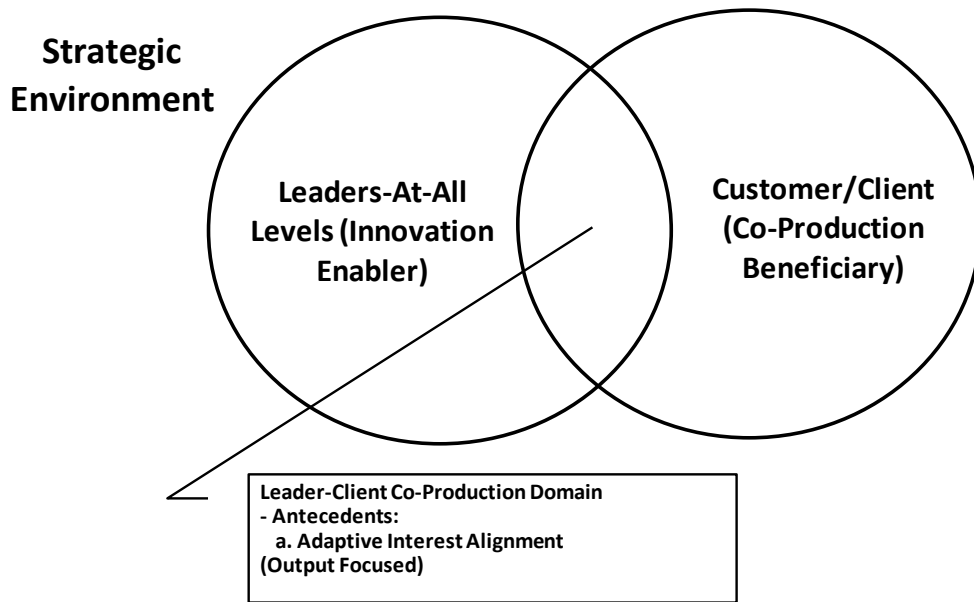 Strategic
Environment
Leaders-At-All
Levels (Innovation
Enabler)
Customer/Client
(Co-Production
Beneficiary)
Leader-Client Co-Production Domain
- Antecedents:
a. Adaptive Interest Alignment
(Output Focused)